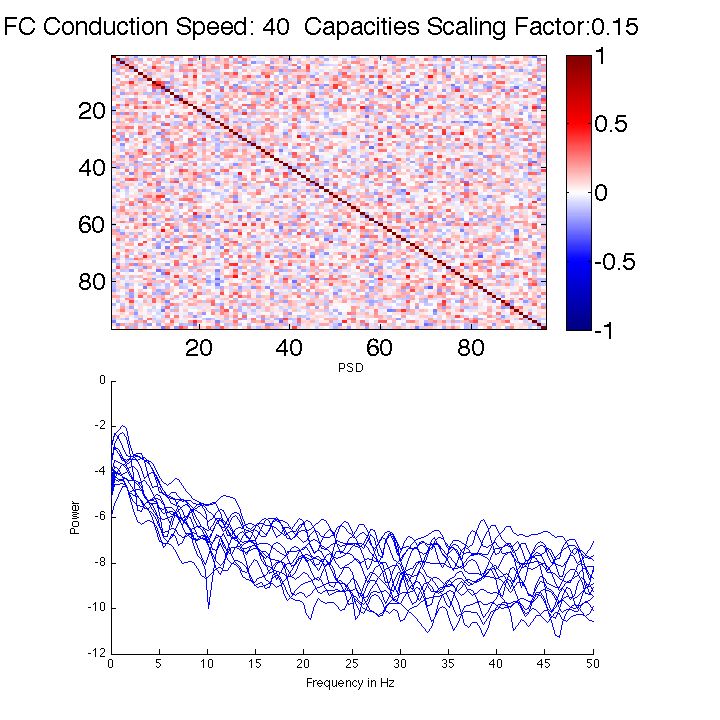 FC Conduction Speed: 40 Capacities Scaling Factor:0.15
20
40
60
80
20 40 60 80
1
0.5
0
-0.5
-1
PSD
0
-2
-4
-6
-8
-10
-12
Power
0 5 10 15 20 25 30 35 40 45 50
Frequency in Hz